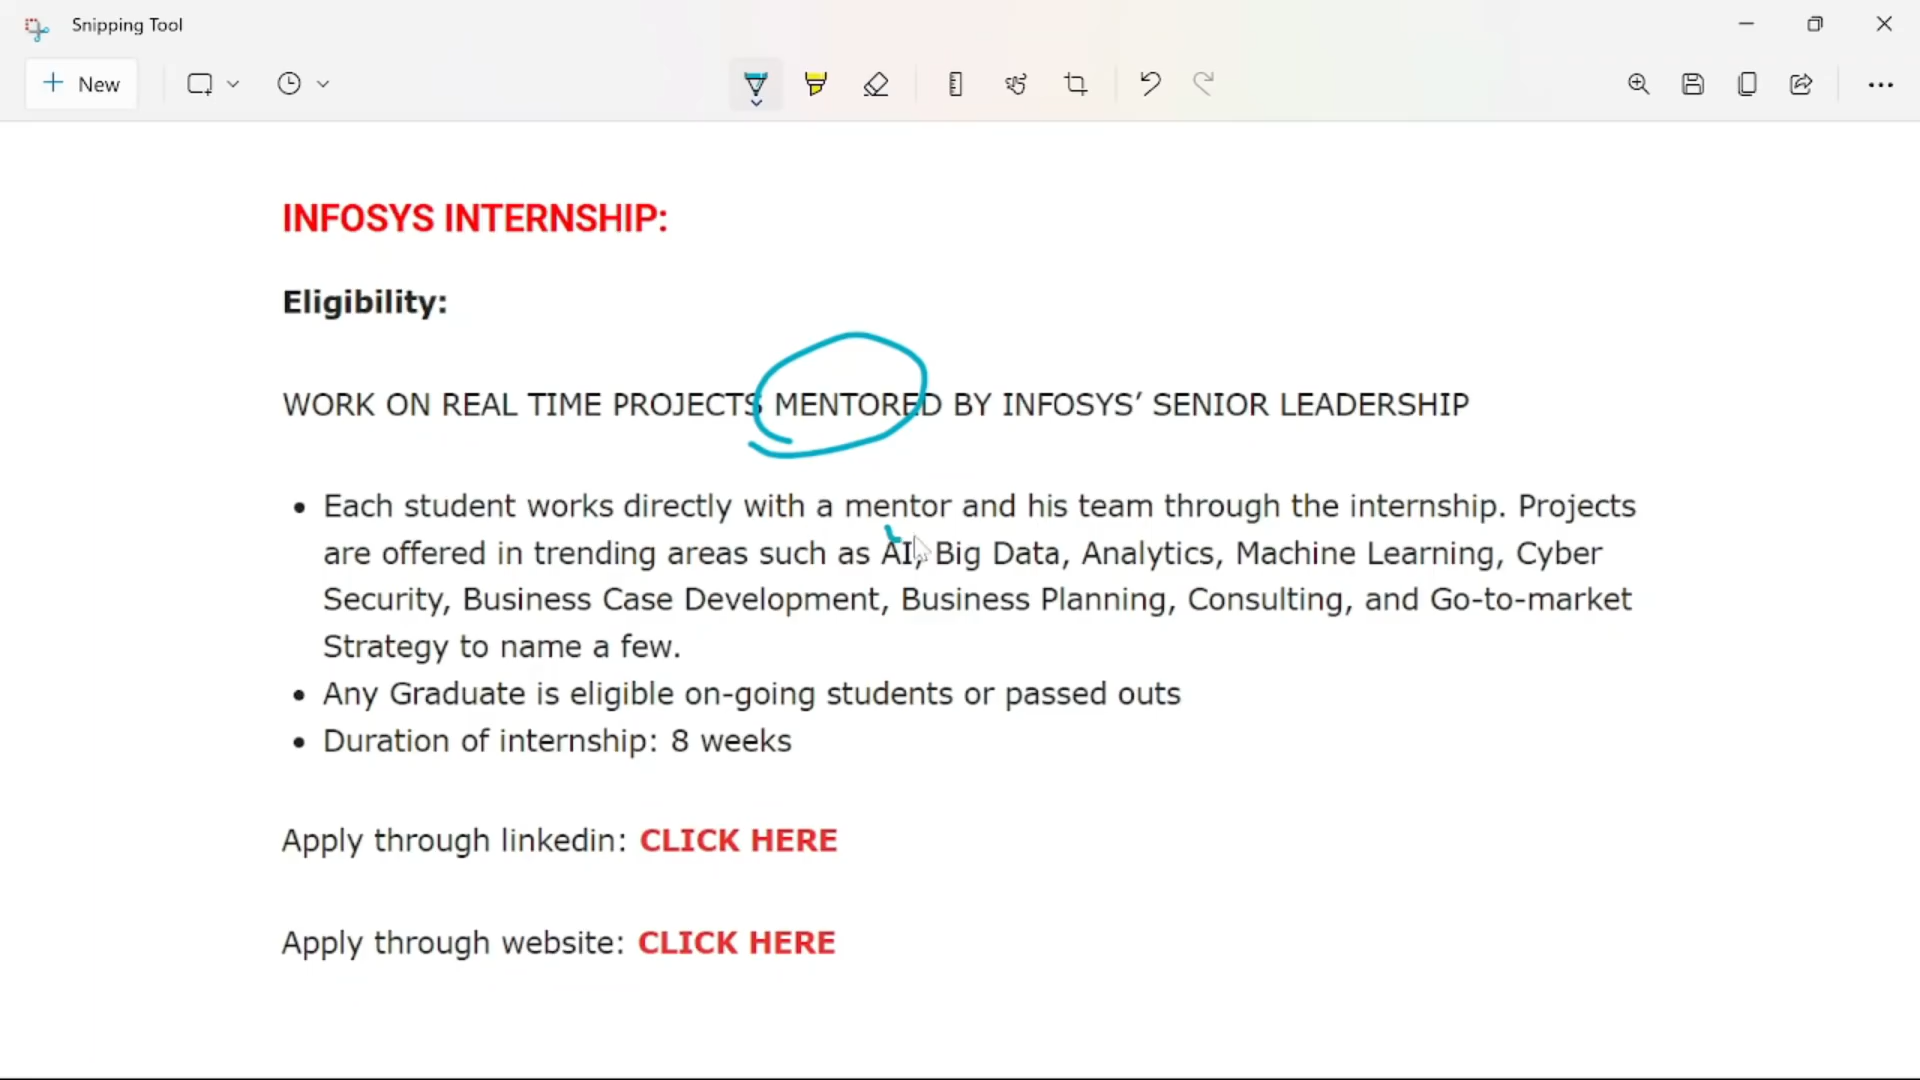 Snipping Tool
New
INFOSYS INTERNSHIP:
Eligibility:
WORK ON REAL TIME PROJECTS MENTORED BY INFOSYS’ SENIOR LEADERSHIP
• Each student works directly with a mentor and his team through the internship. Projects
are offered in trending areas such as AI, Big Data, Analytics, Machine Learning, Cyber
Security, Business Case Development, Business Planning, Consulting, and Go-to-market
Strategy to name a few.
• Any Graduate is eligible on-going students or passed outs
• Duration of internship: 8 weeks
Apply through linkedin: CLICK HERE
Apply through website: CLICK HERE